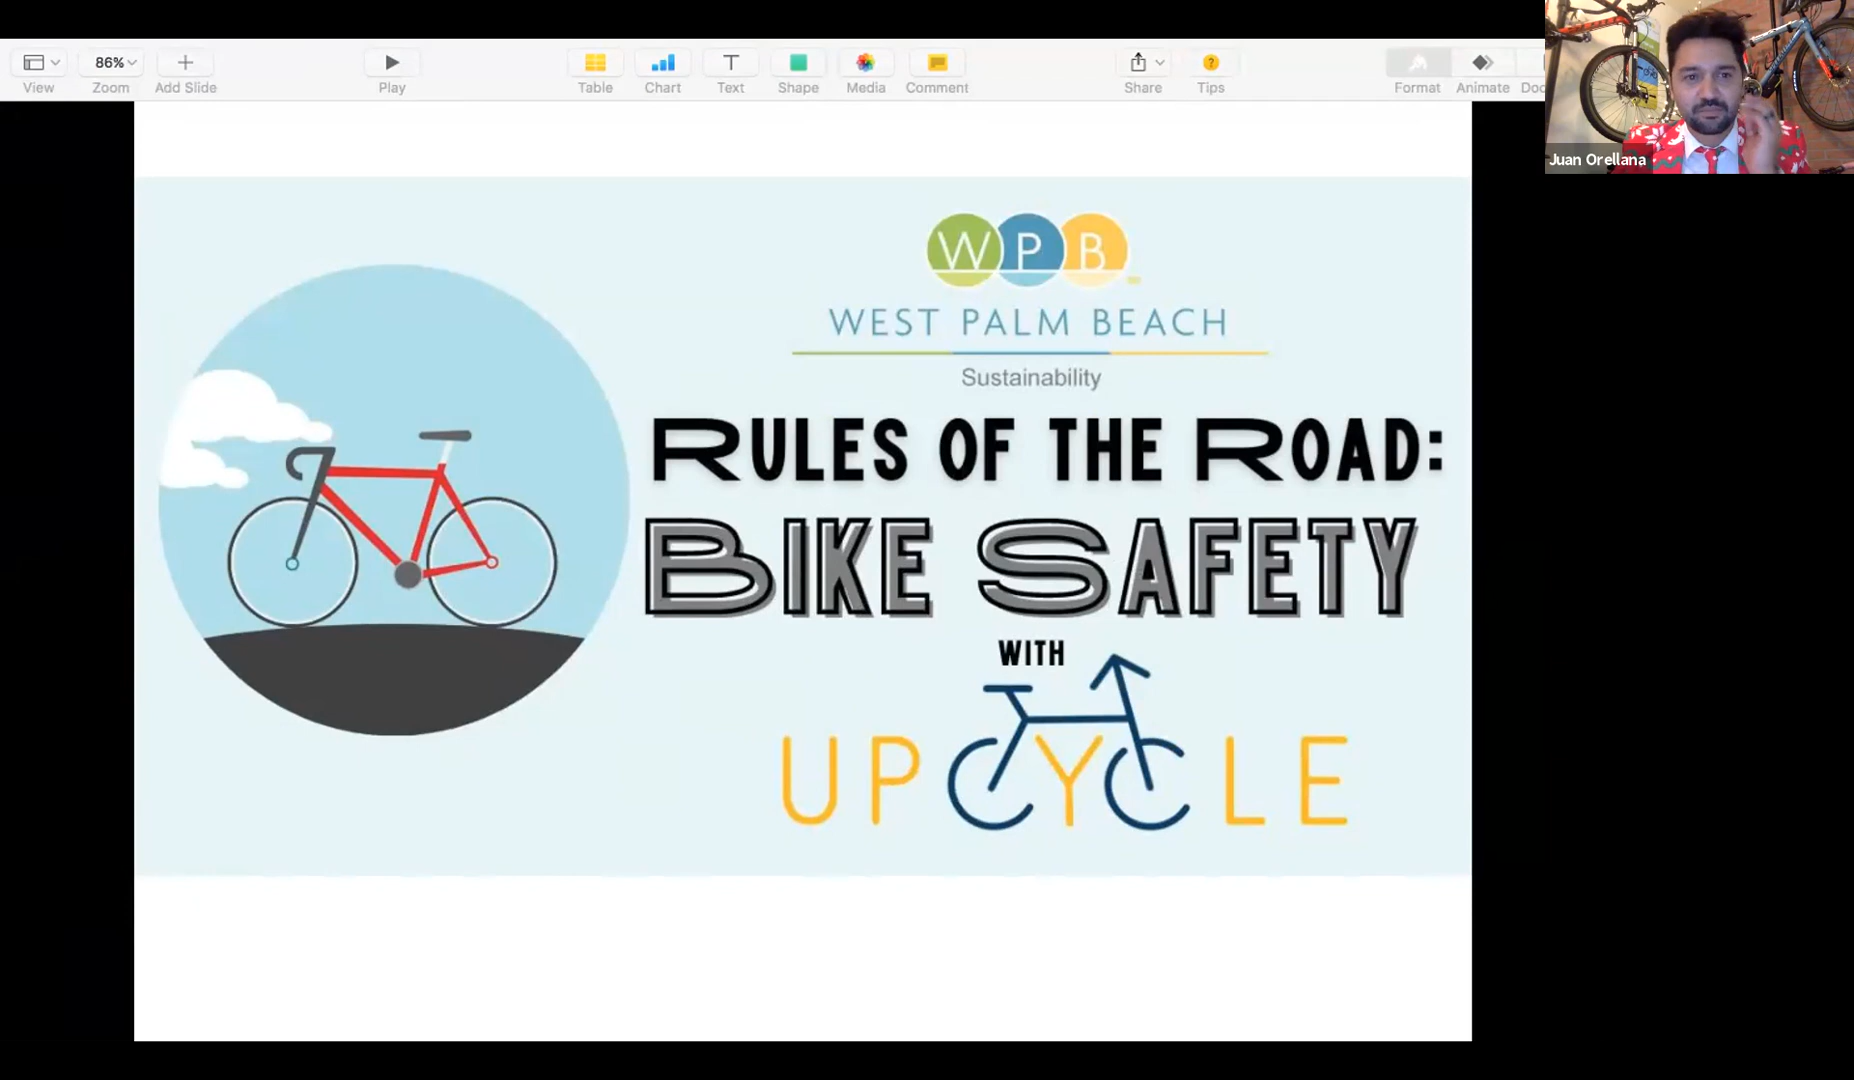 86%
View
Zoom
Add Slide
Play
Table
Chart
Text
Shape
Media
Comment
Share
Tips
Format
Animate
Doc
Juan Orellana
WPB
WEST PALM BEACH
Sustainability
RULES OF THE ROAD:
BIKE SAFETY
WITH
UPCYCLE